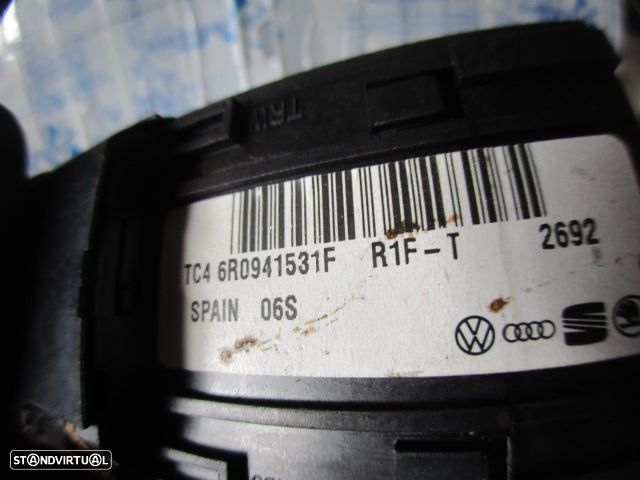 TRW
TC4 6R0941531F R1F-T 2692
SPAIN 06S
STANDVIRTUAL